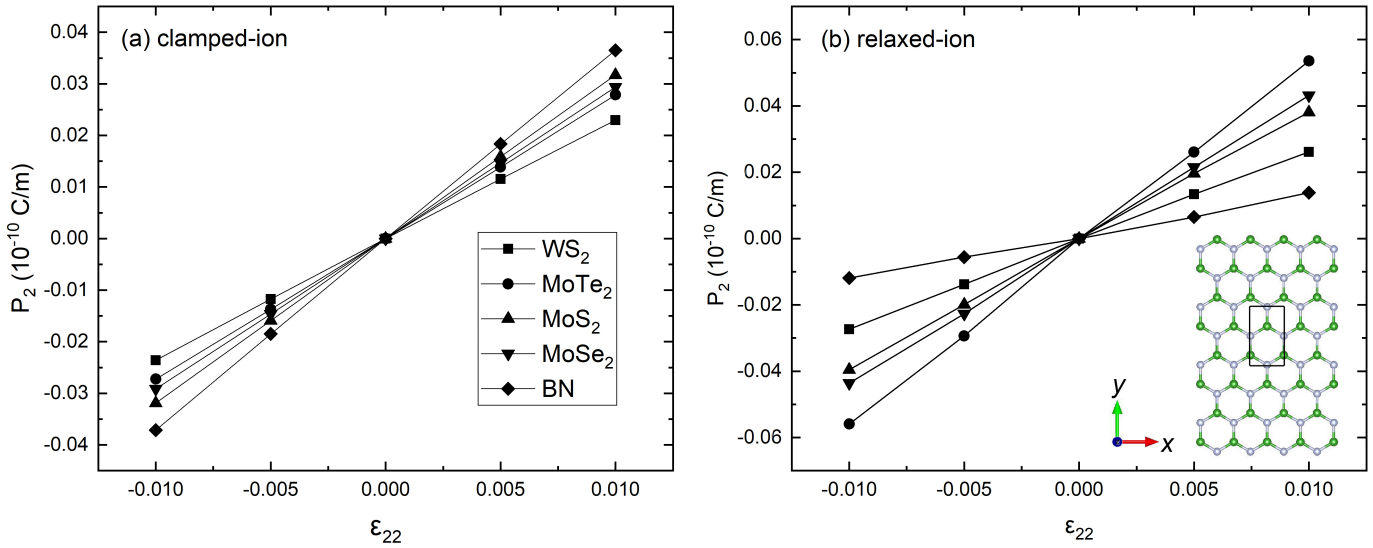 (a) clamped-ion
0.04
0.03
0.02
0.01
0.00
-0.01
-0.02
-0.03
-0.04
P₂ (10⁻¹⁰ C/m)
WS₂
MoTe₂
MoS₂
MoSe₂
BN
-0.010 -0.005 0.000 0.005 0.010
ε₂₂
(b) relaxed-ion
0.06
0.04
0.02
0.00
-0.02
-0.04
-0.06
P₂ (10⁻¹⁰ C/m)
y
x
-0.010 -0.005 0.000 0.005 0.010
ε₂₂